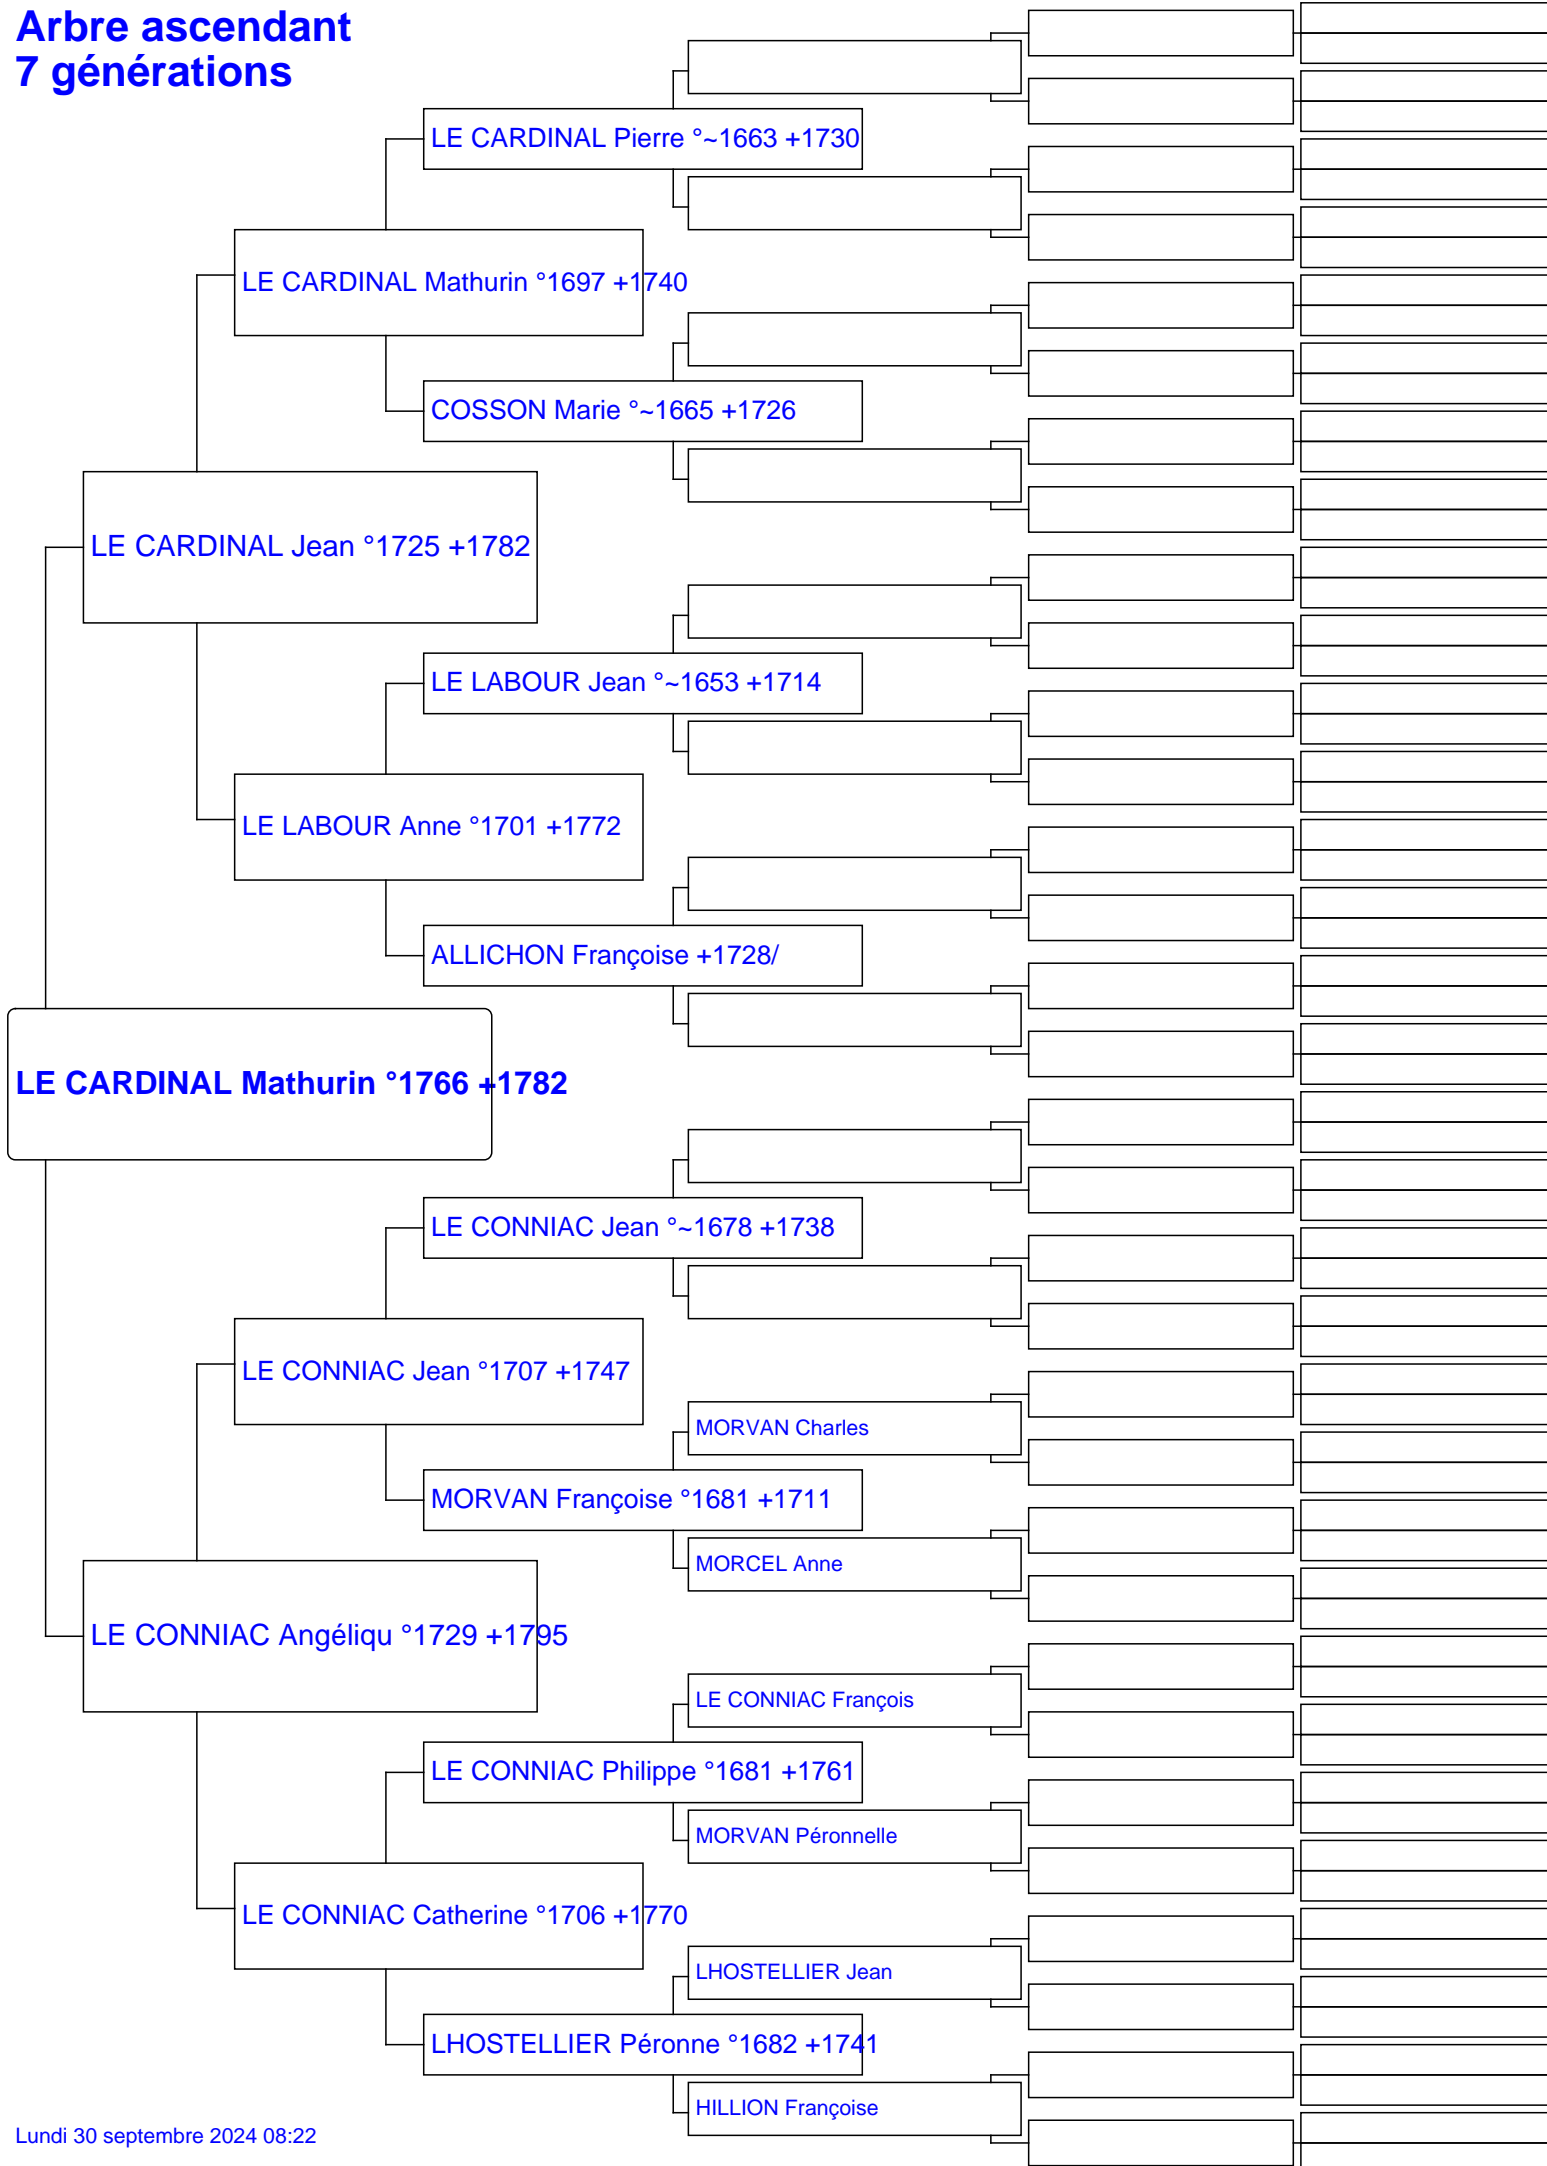 Arbre ascendant
7 générations
LE CARDINAL Pierre °~1663 +1730
LE CARDINAL Mathurin °1697 +1740
COSSON Marie °~1665 +1726
LE CARDINAL Jean °1725 +1782
LE LABOUR Jean °~1653 +1714
LE LABOUR Anne °1701 +1772
ALLICHON Françoise +1728/
LE CARDINAL Mathurin °1766 +1782
LE CONNIAC Jean °~1678 +1738
LE CONNIAC Jean °1707 +1747
MORVAN Charles
MORVAN Françoise °1681 +1711
MORCEL Anne
LE CONNIAC Angéliqu °1729 +1795
LE CONNIAC François
LE CONNIAC Philippe °1681 +1761
MORVAN Péronnelle
LE CONNIAC Catherine °1706 +1770
LHOSTELLIER Jean
LHOSTELLIER Péronne °1682 +1741
HILLION Françoise
Lundi 30 septembre 2024 08:22